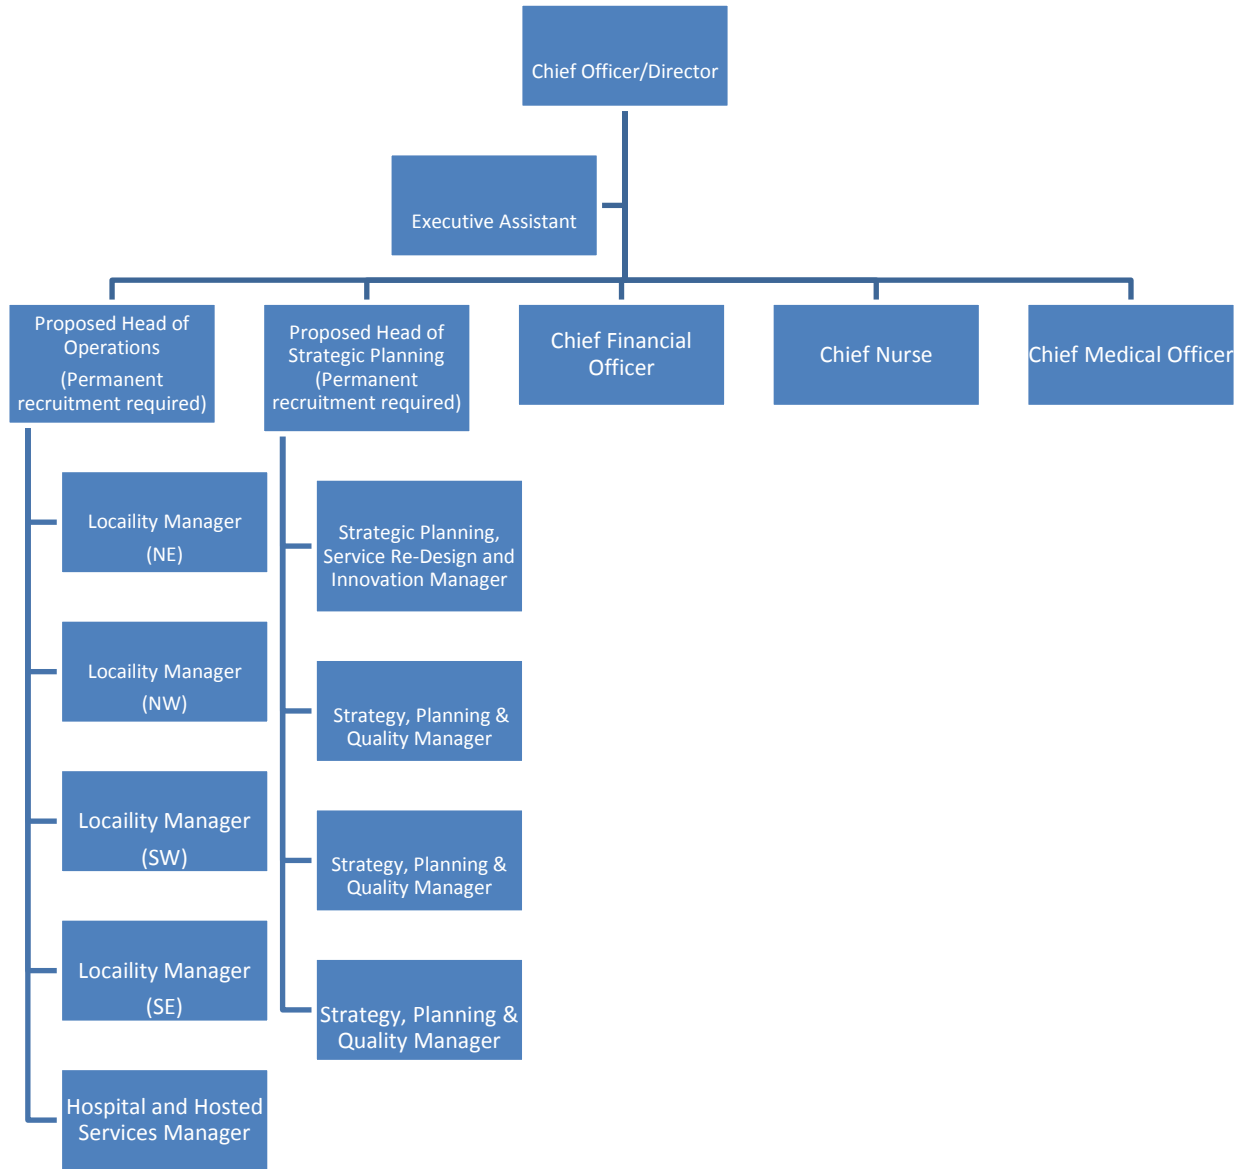 Chief Officer/Director
Executive Assistant
Proposed Head of
Operations
(Permanent
recruitment required)
Proposed Head of
Strategic Planning
(Permanent
recruitment required)
Chief Financial
Officer
Chief Nurse
Chief Medical Officer
Locaility Manager
(NE)
Locaility Manager
(NW)
Locaility Manager
(SW)
Locaility Manager
(SE)
Hospital and Hosted
Services Manager
Strategic Planning,
Service Re-Design and
Innovation Manager
Strategy, Planning &
Quality Manager
Strategy, Planning &
Quality Manager
Strategy, Planning &
Quality Manager